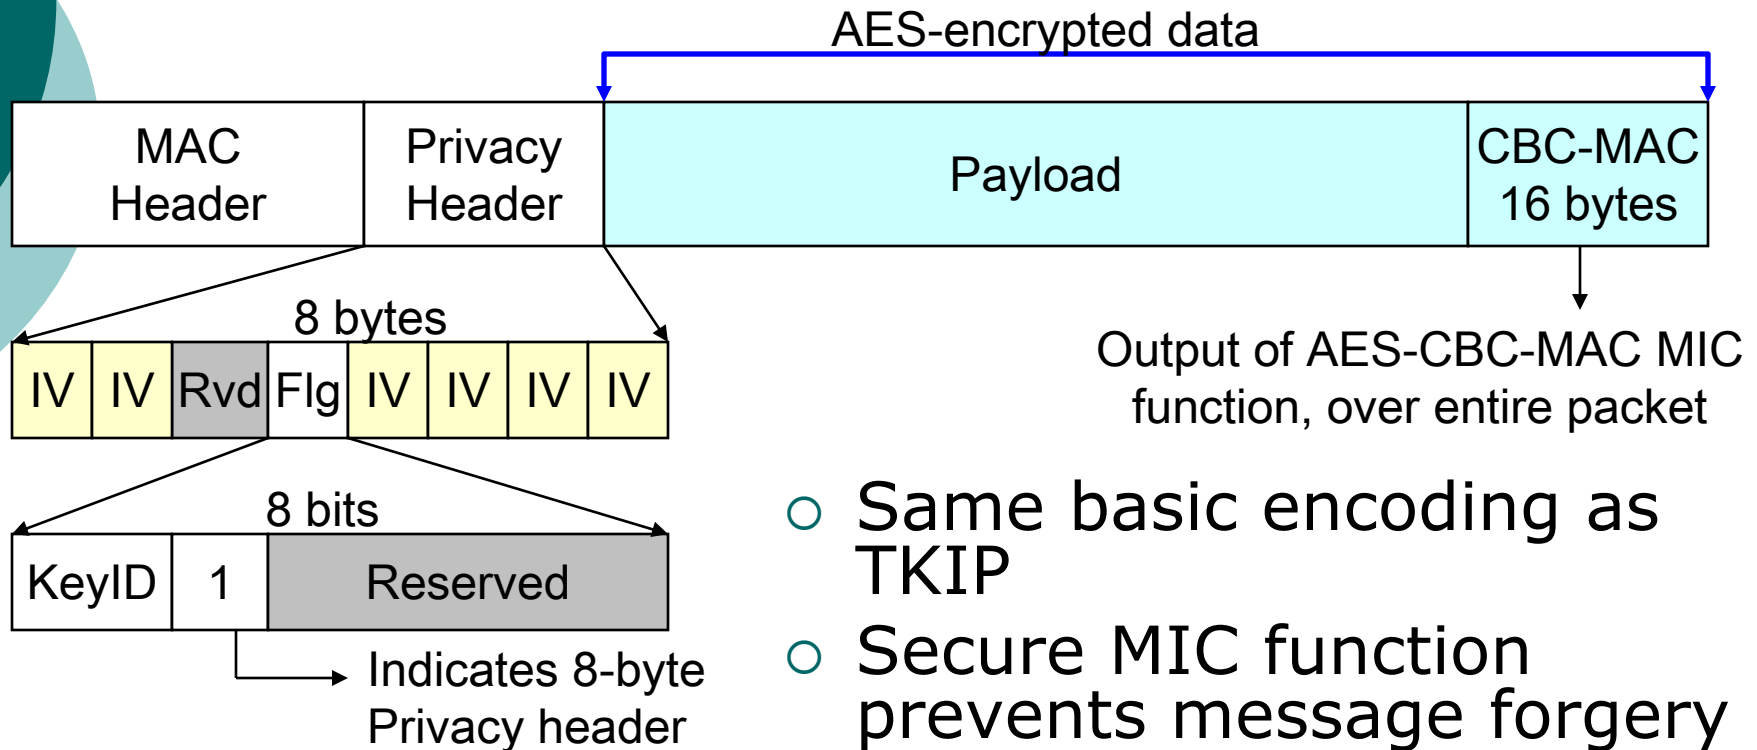 AES-encrypted data
MAC
Header
Privacy
Header
Payload
CBC-MAC
16 bytes
8 bytes
IV IV Rvd Flg IV IV IV IV
Output of AES-CBC-MAC MIC
function, over entire packet
8 bits
KeyID 1 Reserved
Indicates 8-byte
Privacy header
Same basic encoding as
TKIP
Secure MIC function
prevents message forgery